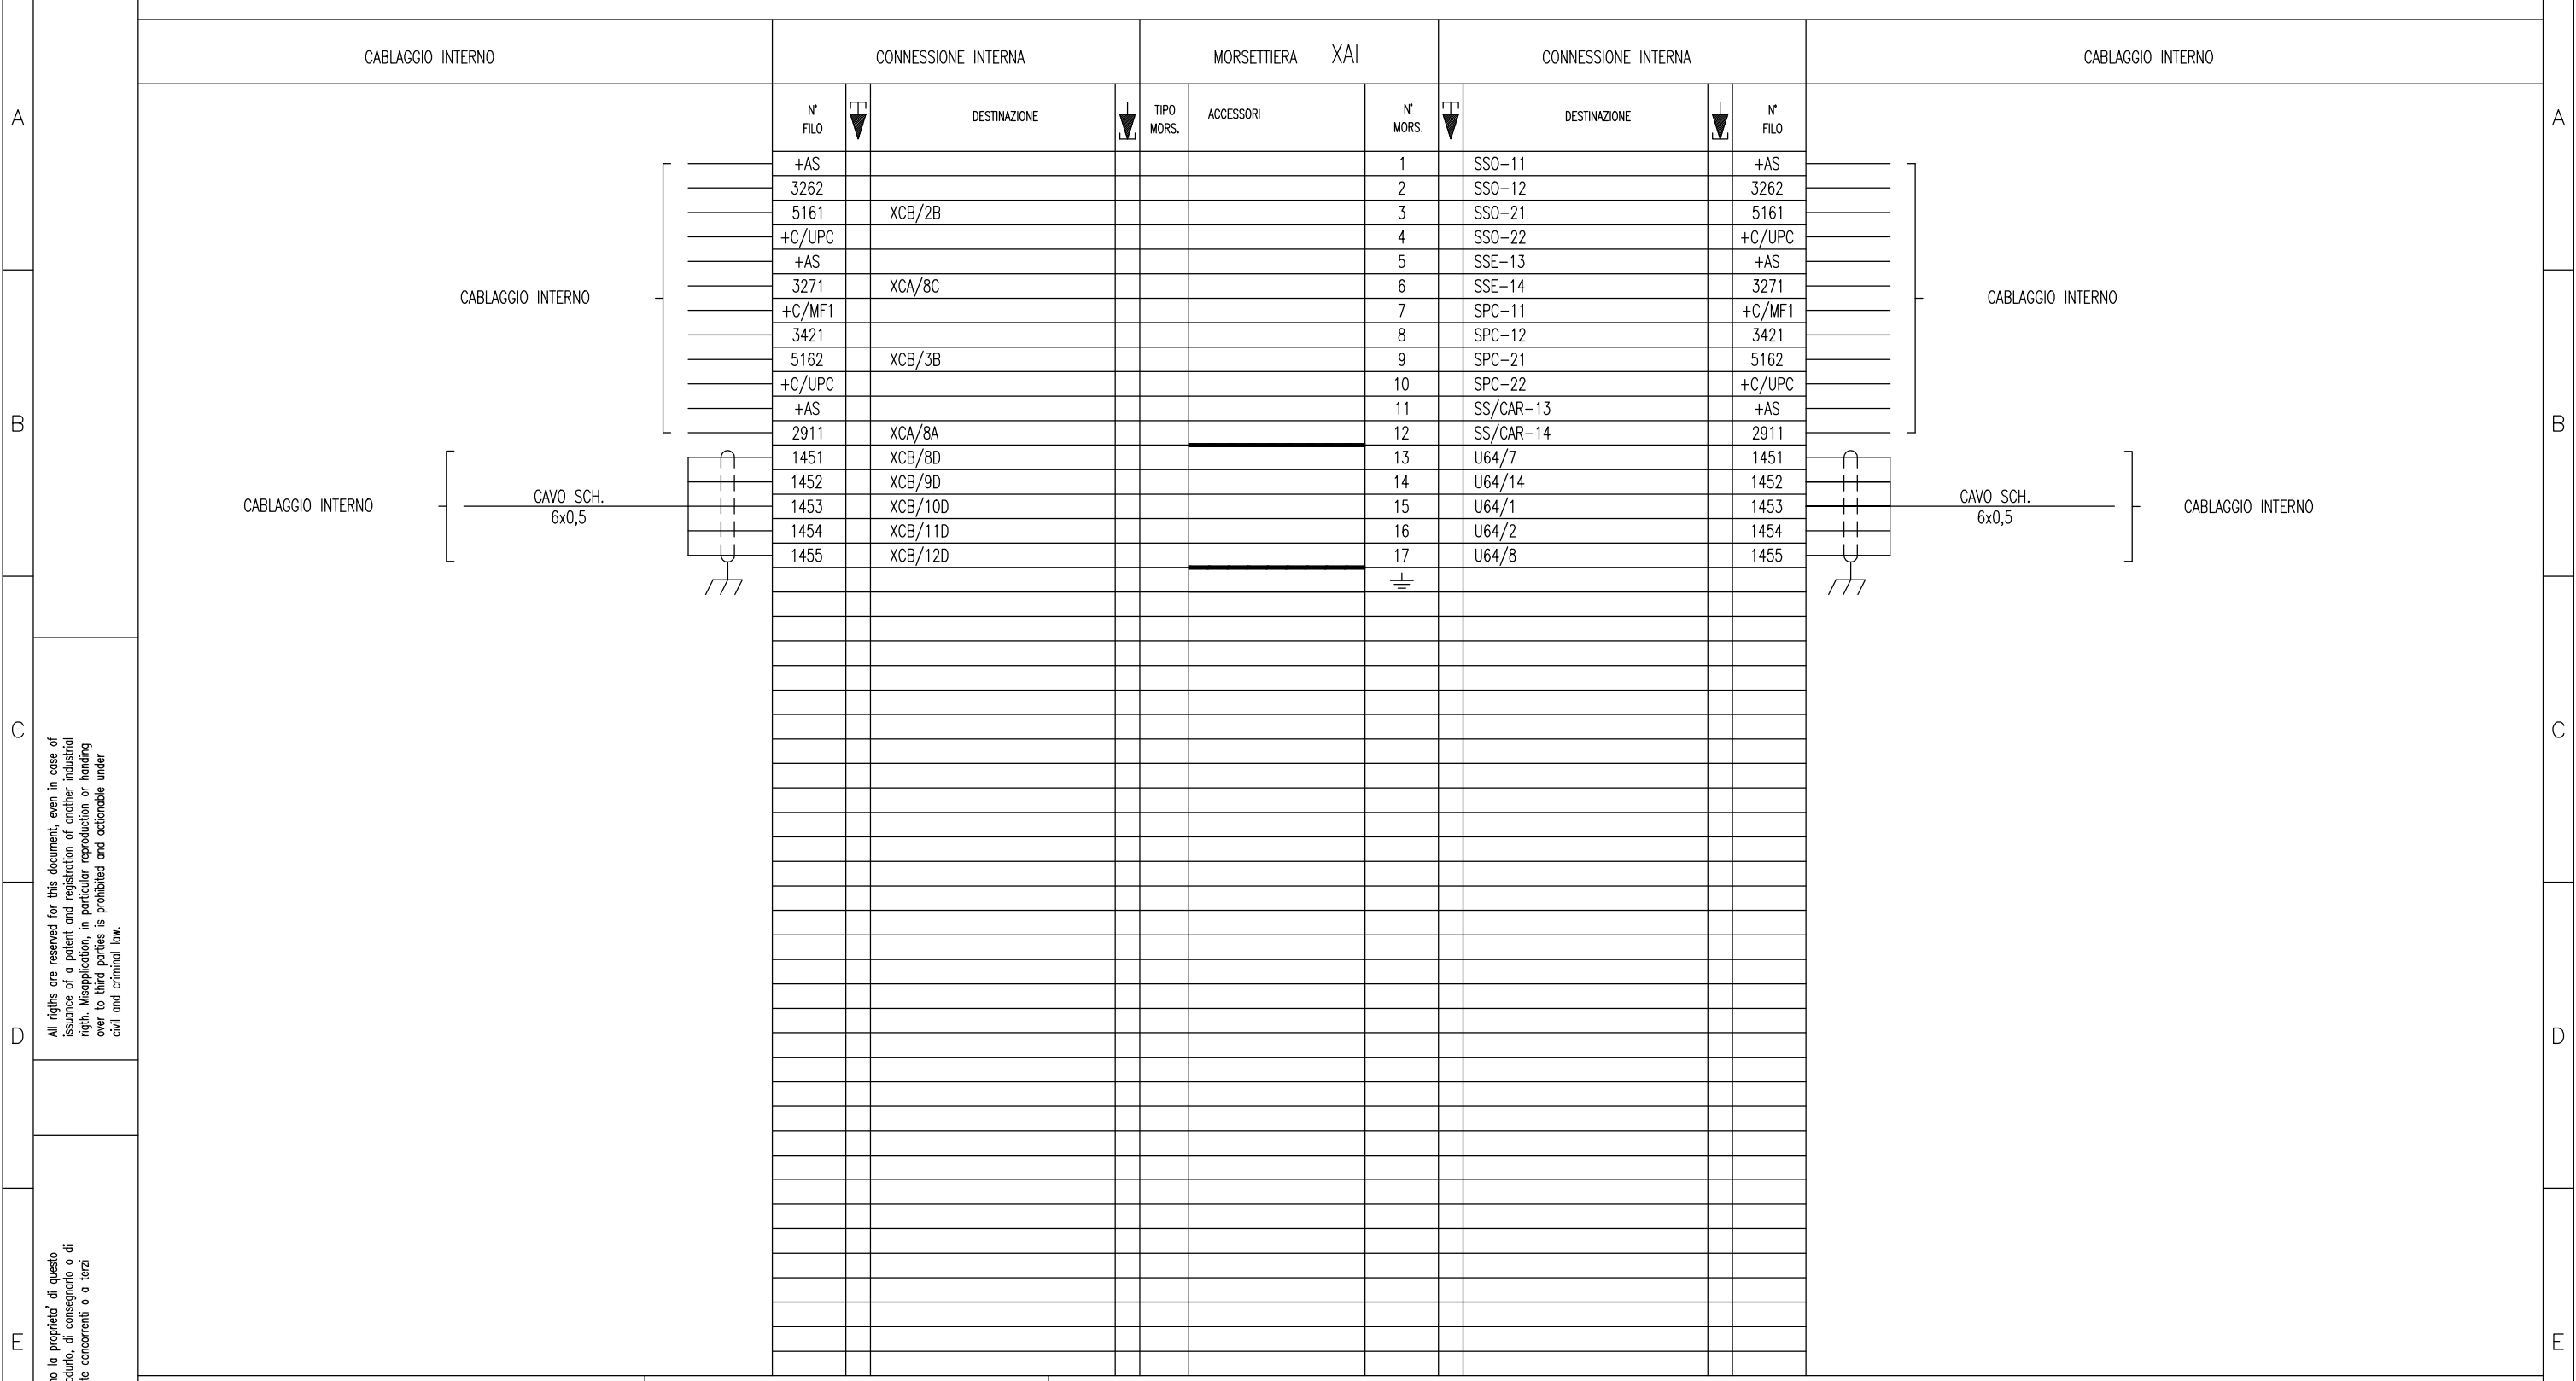 CABLAGGIO INTERNO CONNESSIONE INTERNA MORSETTIERA XAI CONNESSIONE INTERNA CABLAGGIO INTERNO
N° FILO DESTINAZIONE TIPO MORS. ACCESSORI N° MORS. DESTINAZIONE N° FILO
+AS 1 SSO-11 +AS
3262 2 SSO-12 3262
5161 XCB/2B 3 SSO-21 5161
+C/UPC 4 SSO-22 +C/UPC
+AS 5 SSE-13 +AS
3271 XCA/8C 6 SSE-14 3271
CABLAGGIO INTERNO CABLAGGIO INTERNO
+C/MF1 7 SPC-11 +C/MF1
3421 8 SPC-12 3421
5162 XCB/3B 9 SPC-21 5162
+C/UPC 10 SPC-22 +C/UPC
+AS 11 SS/CAR-13 +AS
2911 XCA/8A 12 SS/CAR-14 2911
1451 XCB/8D 13 U64/7 1451
1452 XCB/9D 14 U64/14 1452
CABLAGGIO INTERNO CAVO SCH. 6x0,5 1453 XCB/10D 15 U64/1 1453 CAVO SCH. 6x0,5 CABLAGGIO INTERNO
1454 XCB/11D 16 U64/2 1454
1455 XCB/12D 17 U64/8 1455
A A
B B
C C
D D
E E
All rigths are reserved for this document, even in case of
issuance of a patent and registration of another industrial
rigth. Misapplication, in particular reproduction or handing
over to third parties is prohibited and actionable under
civil and criminal law.
la proprieta' di questo
di consegnarlo o di
concorrenti o a terzi